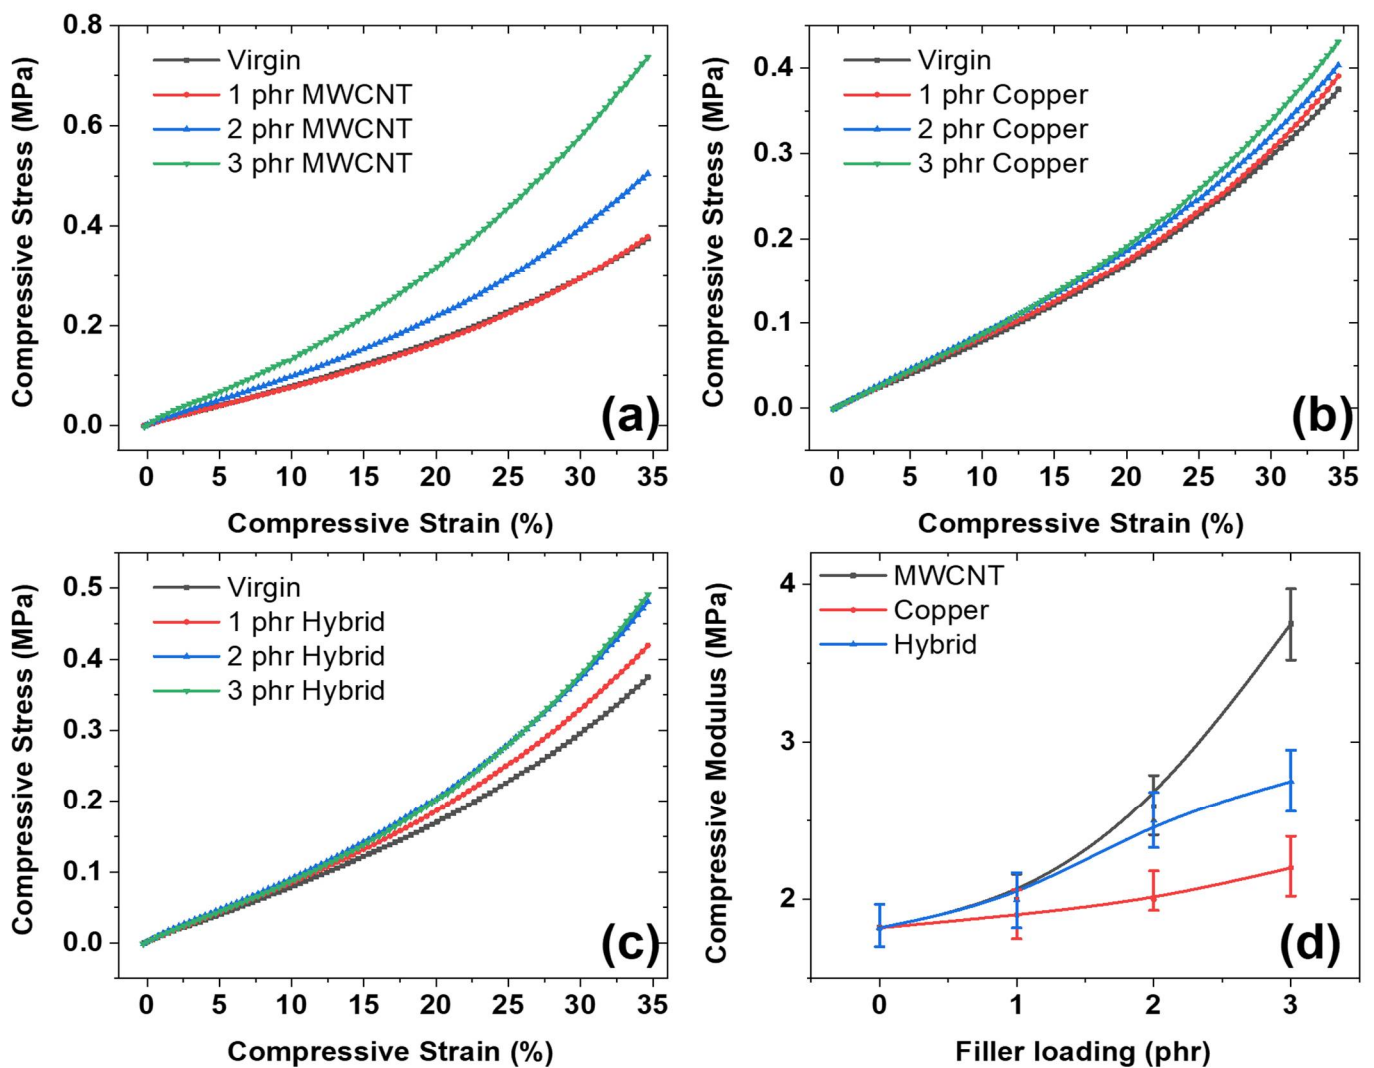 0.8
0.6
0.4
0.2
0.0
Compressive Stress (MPa)
Virgin
1 phr MWCNT
2 phr MWCNT
3 phr MWCNT
(a)
0 5 10 15 20 25 30 35
Compressive Strain (%)
0.4
0.3
0.2
0.1
0.0
Compressive Stress (MPa)
Virgin
1 phr Copper
2 phr Copper
3 phr Copper
(b)
0 5 10 15 20 25 30 35
Compressive Strain (%)
0.5
0.4
0.3
0.2
0.1
0.0
Compressive Stress (MPa)
Virgin
1 phr Hybrid
2 phr Hybrid
3 phr Hybrid
(c)
0 5 10 15 20 25 30 35
Compressive Strain (%)
4
3
2
Compressive Modulus (MPa)
MWCNT
Copper
Hybrid
(d)
0 1 2 3
Filler loading (phr)